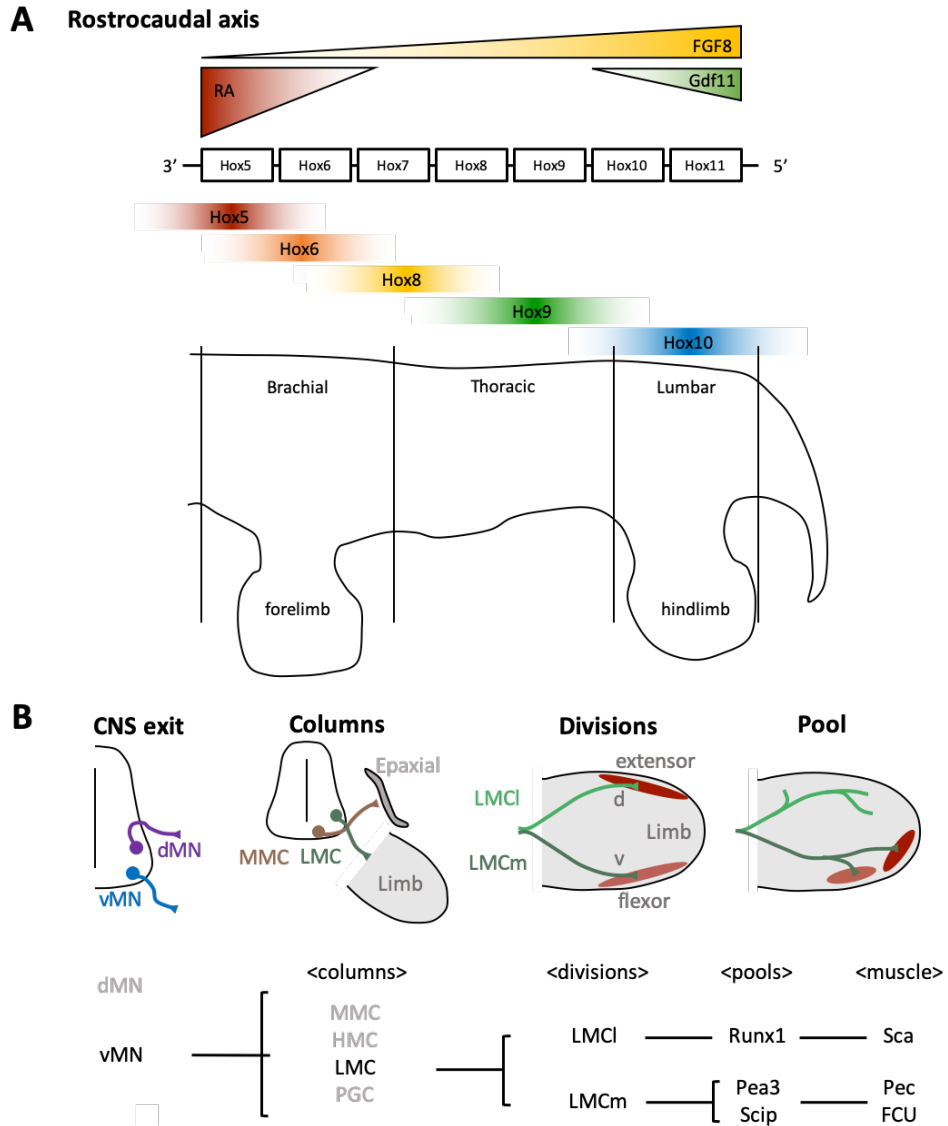 A Rostrocaudal axis
FGF8
RA
Gdf11
3’ Hox5 Hox6 Hox7 Hox8 Hox9 Hox10 Hox11 5’
Hox5
Hox6
Hox8
Hox9
Hox10
Brachial Thoracic Lumbar
forelimb hindlimb
B CNS exit Columns Divisions Pool
Epaxial
extensor
LMCl
d
dMN
MMC LMC
Limb
LMCm
v
vMN
Limb
flexor
<columns> <divisions> <pools> <muscle>
dMN
MMC
HMC
LMCl Runx1 Sca
vMN
LMC
PGC
Pea3 Pec
LMCm
Scip FCU